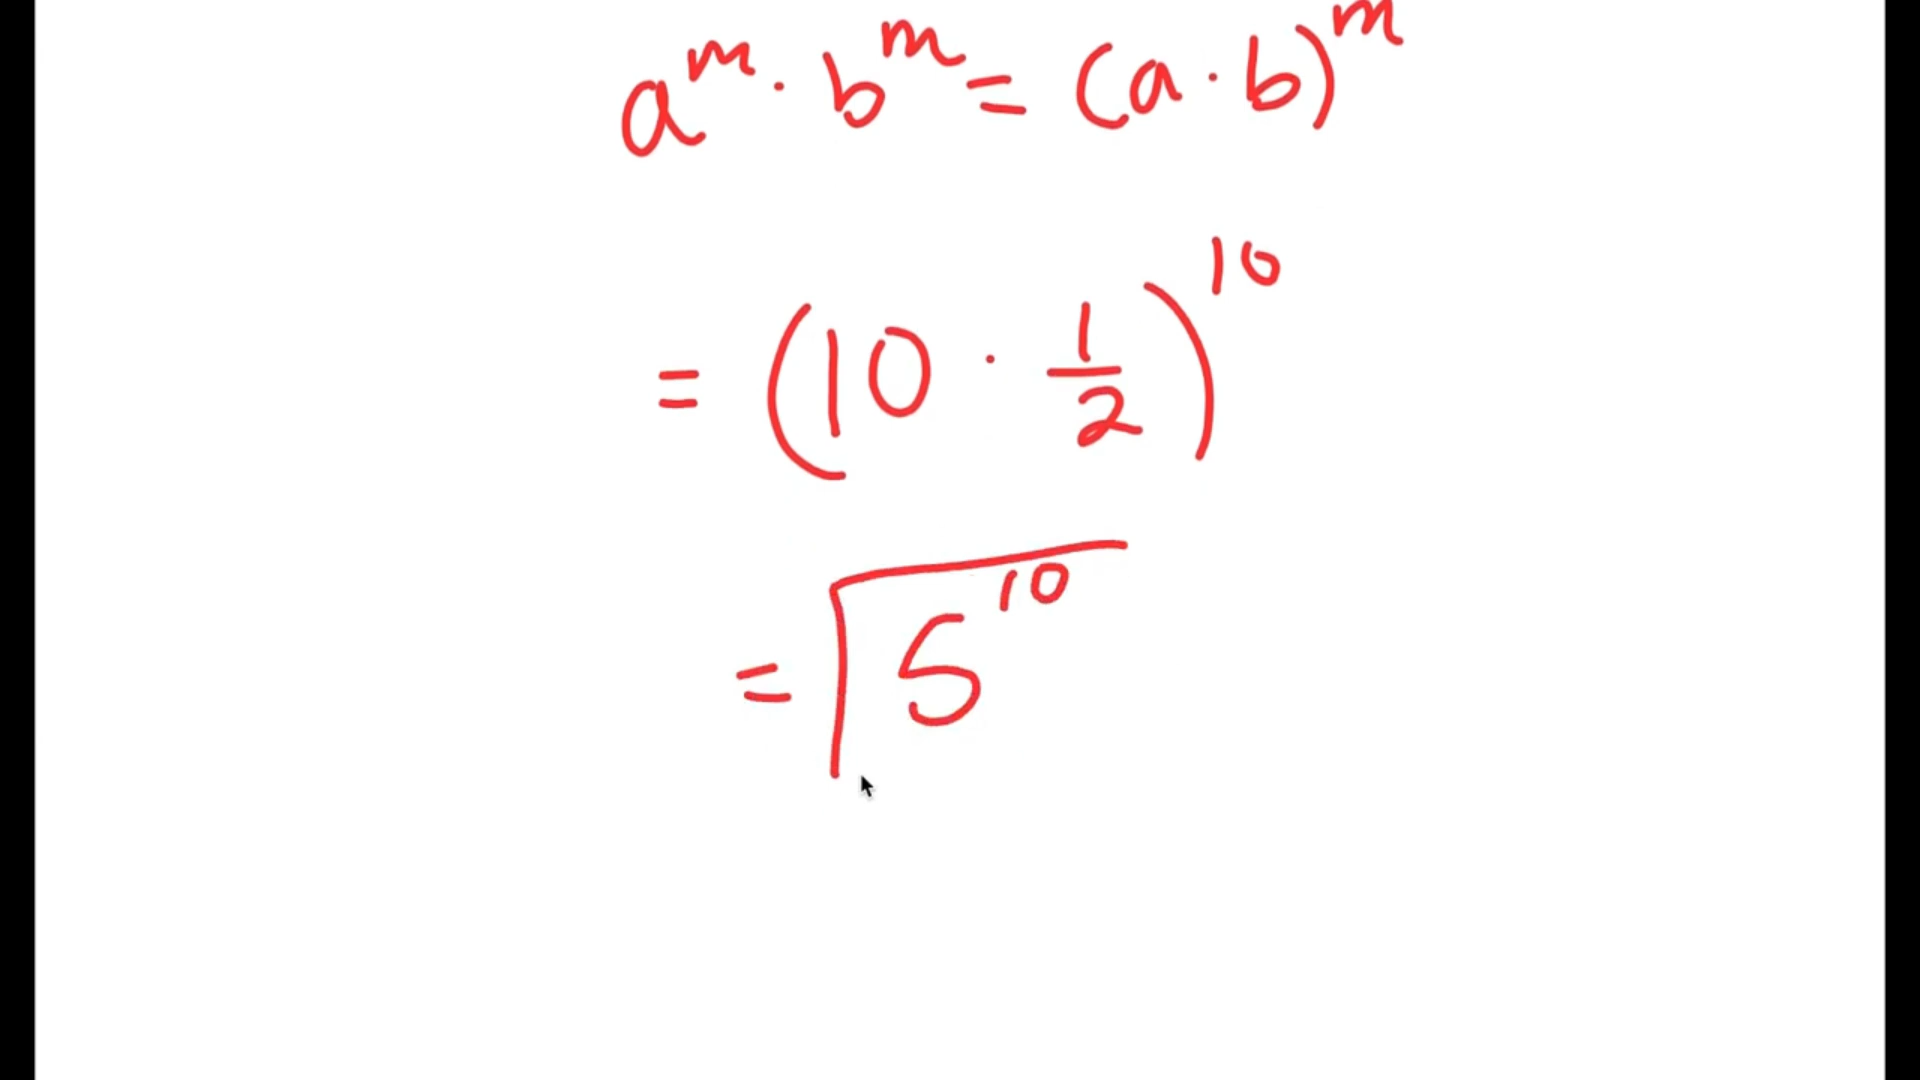 a^m · b^m = (a · b)^m
= (10 · 1/2)^10
= 5^10